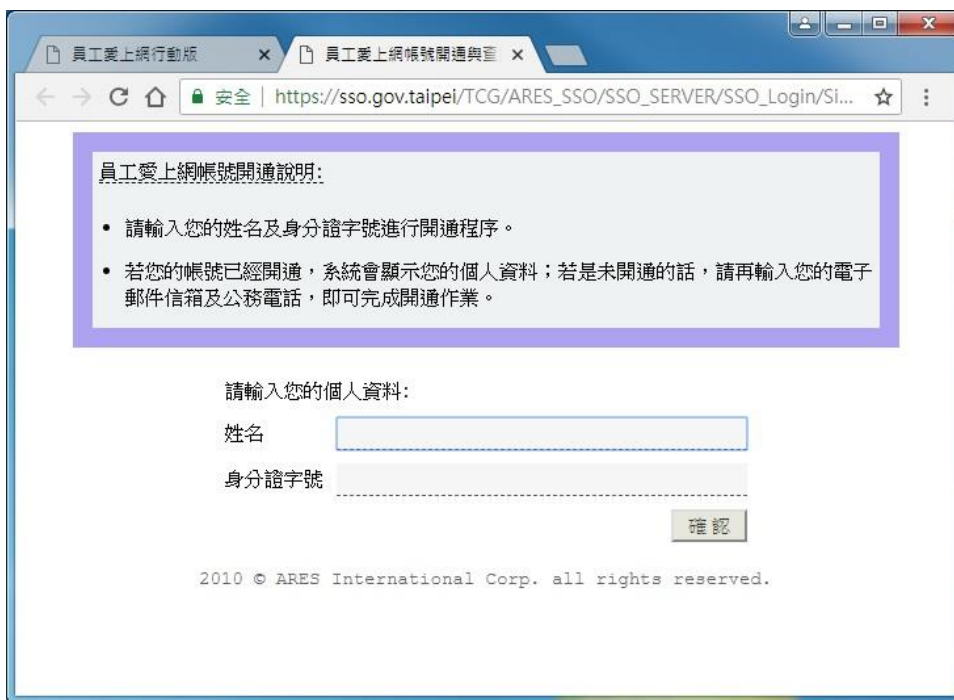 員工愛上網行動版
員工愛上網帳號開通與查
安全 | https://sso.gov.taipei/TCG/ARES_SSO/SSO_SERVER/SSO_Login/Si...
員工愛上網帳號開通說明:
• 請輸入您的姓名及身分證字號進行開通程序。
• 若您的帳號已經開通，系統會顯示您的個人資料；若是未開通的話，請再輸入您的電子
郵件信箱及公務電話，即可完成開通作業。
請輸入您的個人資料:
姓名
身分證字號
確認
2010 © ARES International Corp. all rights reserved.